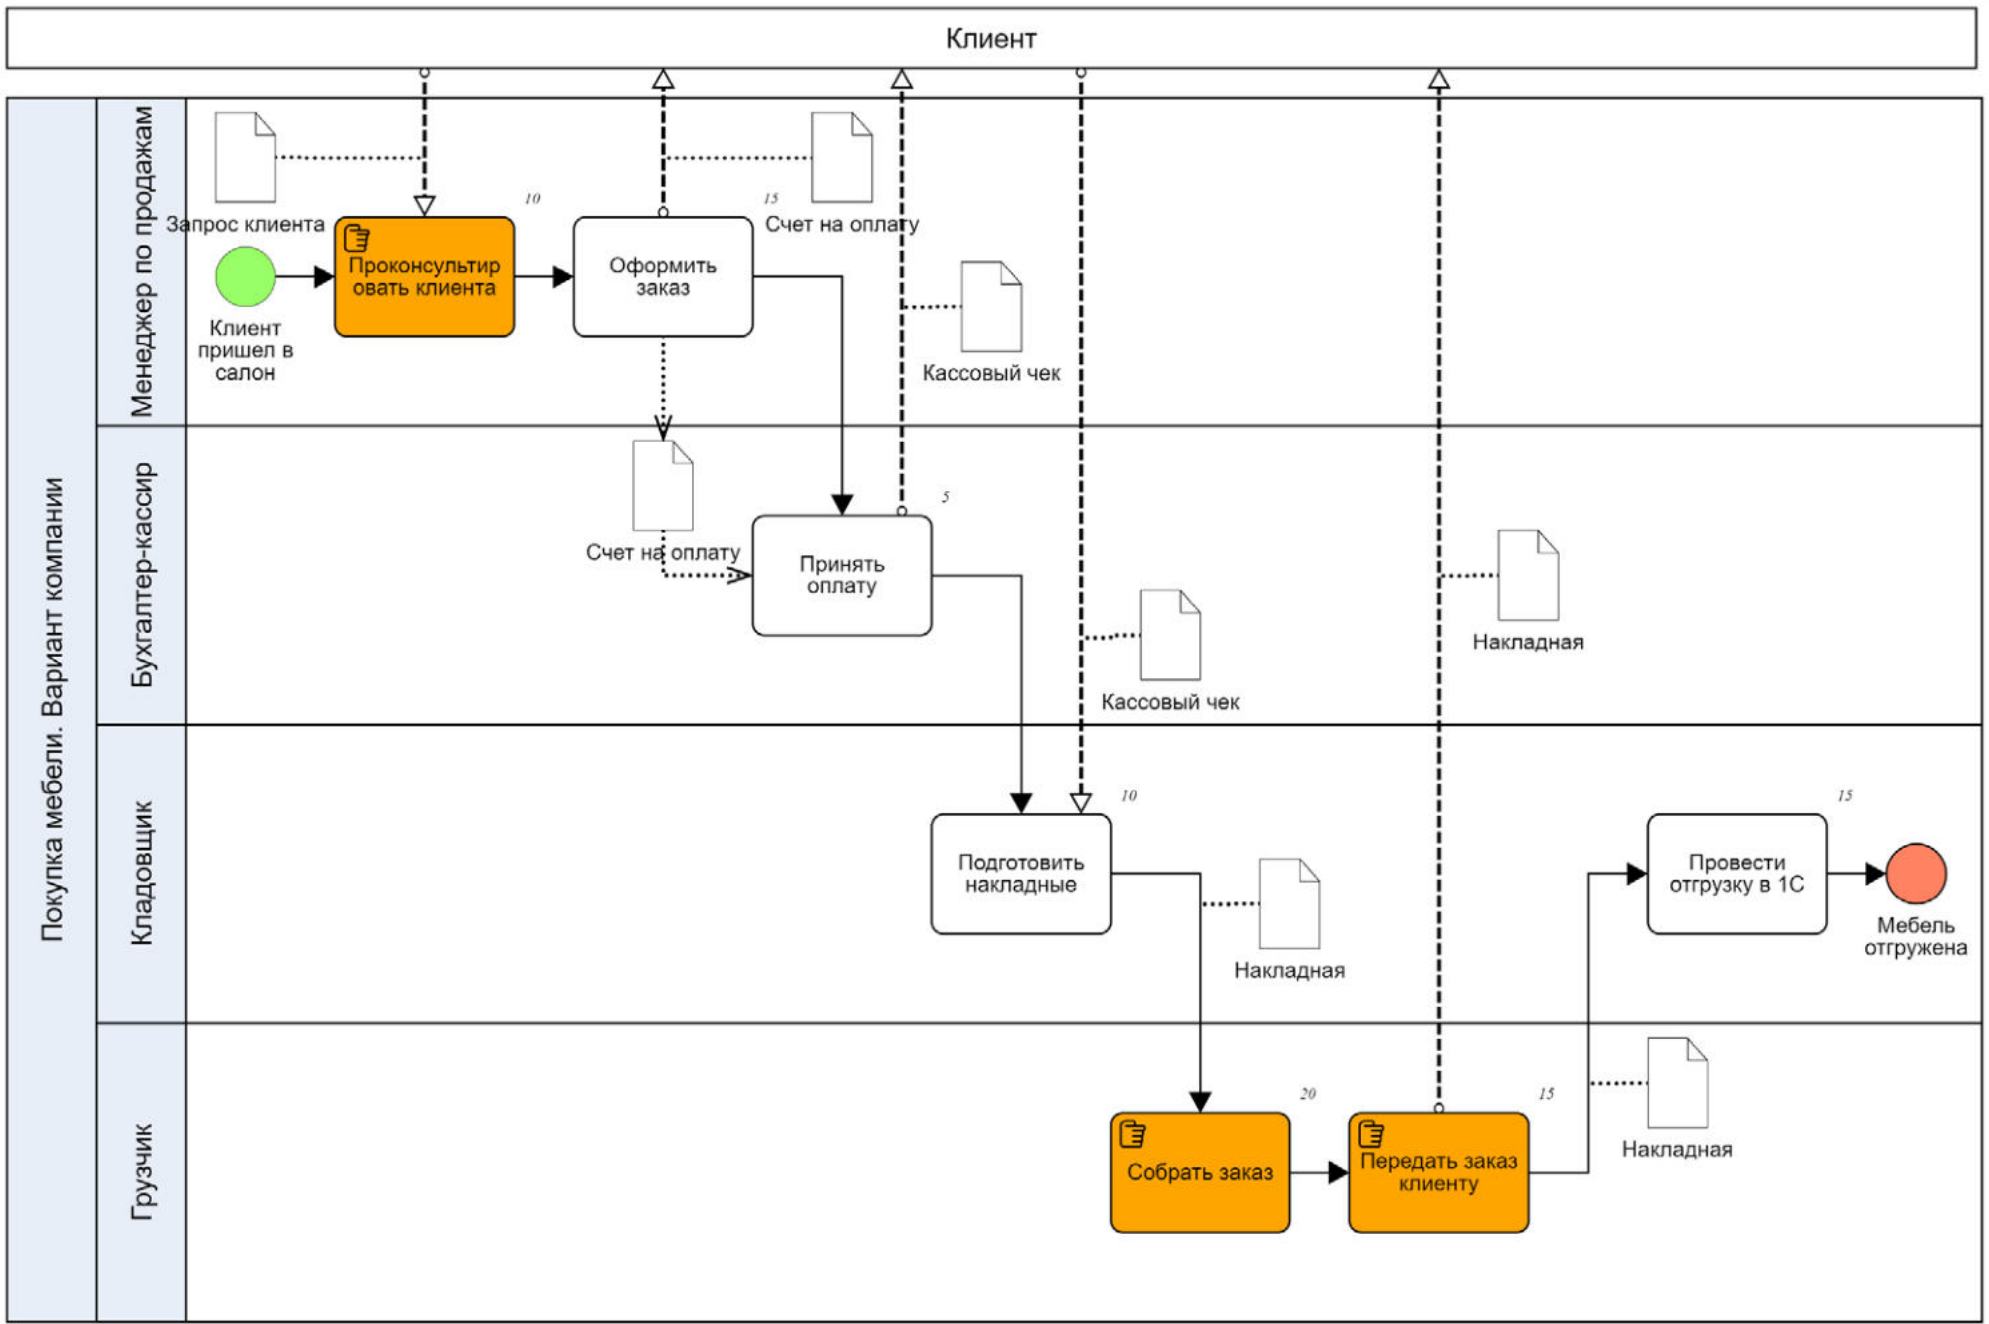 Клиент
Покупка мебели. Вариант компании
Менеджер по продажам
Запрос клиента
Клиент
пришел в
салон
10
Проконсультир
овать клиента
15
Оформить
заказ
Счет на оплату
Кассовый чек
Бухгалтер-кассир
Счет на оплату
5
Принять
оплату
Кассовый чек
Накладная
Кладовщик
10
Подготовить
накладные
Накладная
15
Провести
отгрузку в 1С
Мебель
отгружена
Грузчик
20
Собрать заказ
15
Передать заказ
клиенту
Накладная